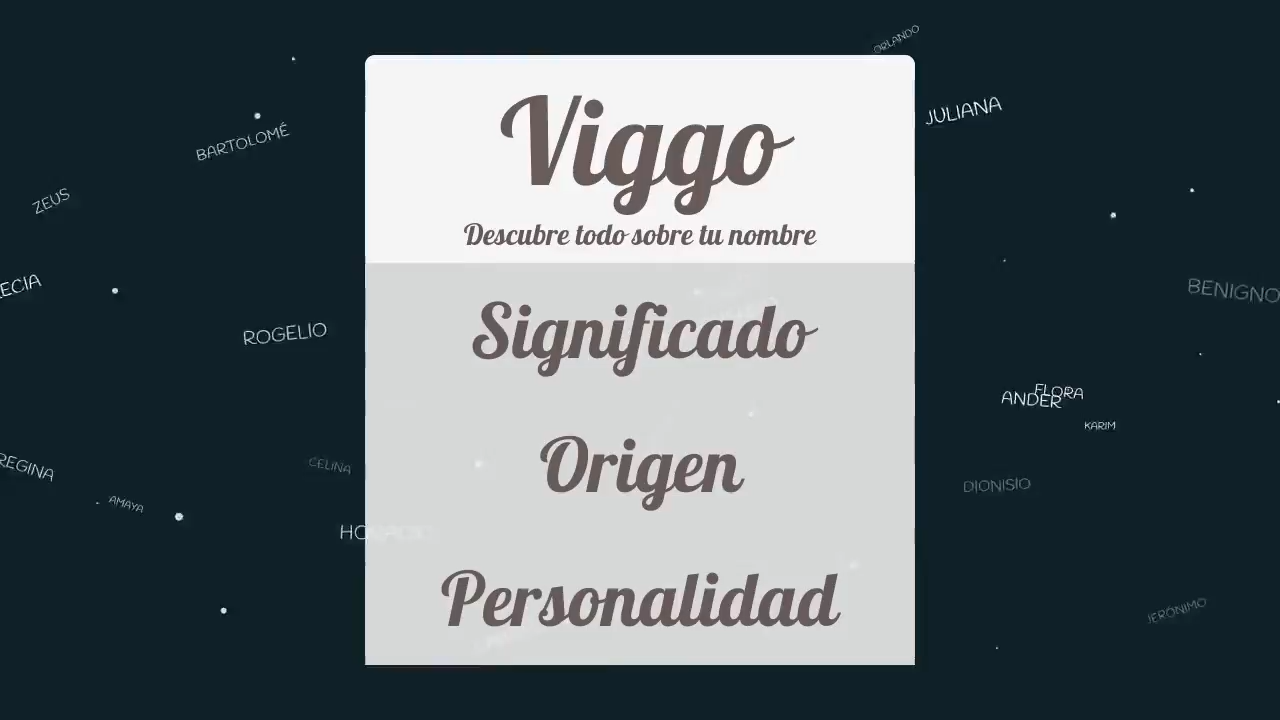 ORLANDO
JULIANA
BARTOLOMÉ
ZEUS
Viggo
Descubre todo sobre tu nombre
ECIA
BENIGNO
ROGELIO
Significado
FLORA
ANDER
KARIM
REGINA
CELINA
Origen
DIONISIO
AMAYA
Personalidad
JERÓNIMO